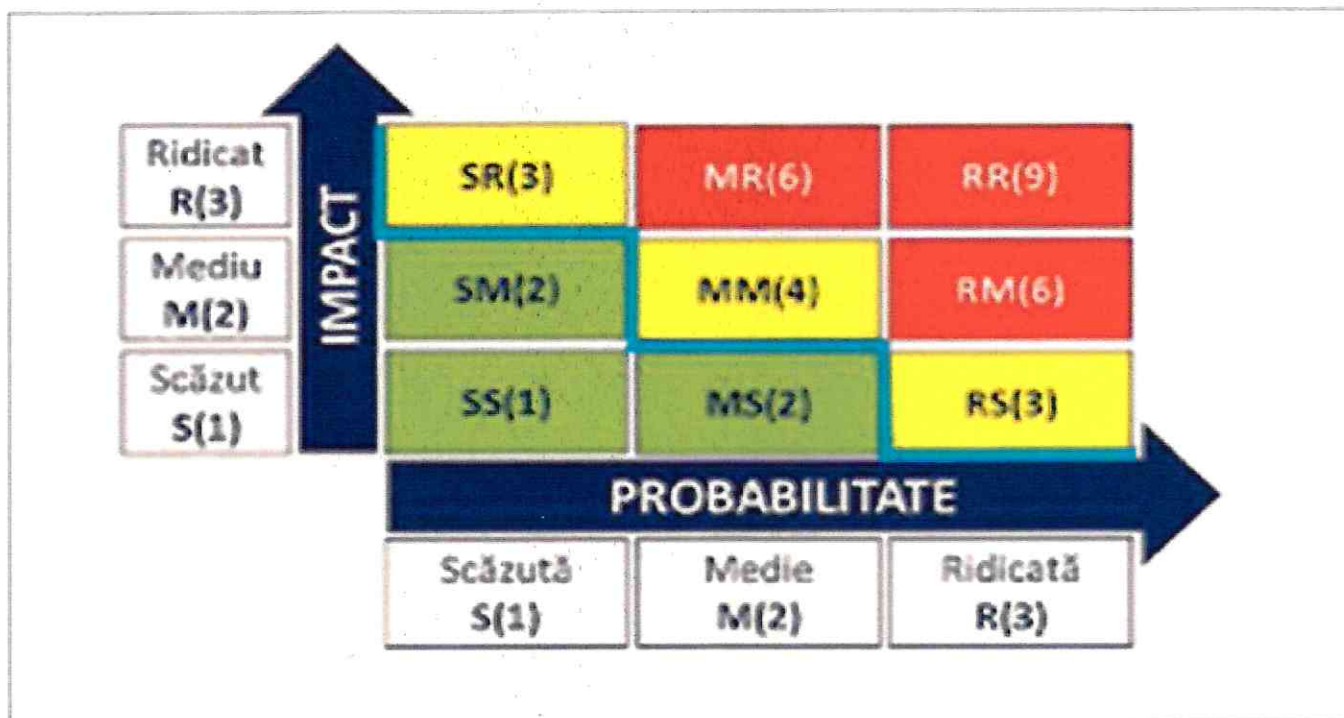 Ridicat
R(3)
Mediu
M(2)
Scăzut
S(1)
IMPACT
SR(3) MR(6) RR(9)
SM(2) MM(4) RM(6)
SS(1) MS(2) RS(3)
PROBABILITATE
Scăzută
S(1)
Medie
M(2)
Ridicată
R(3)